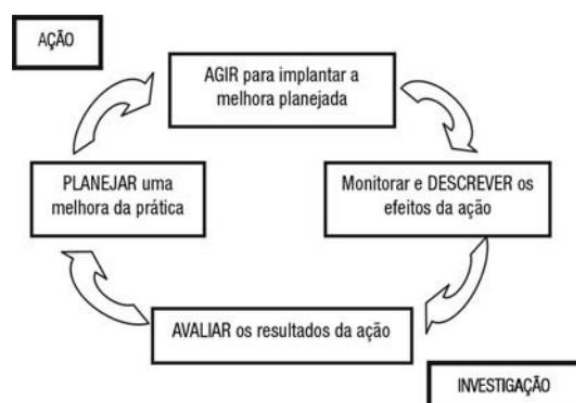 AÇÃO
AGIR para implantar a
melhora planejada
PLANEJAR uma
melhora da prática
Monitorar e DESCREVER os
efeitos da ação
AVALIAR os resultados da ação
INVESTIGAÇÃO